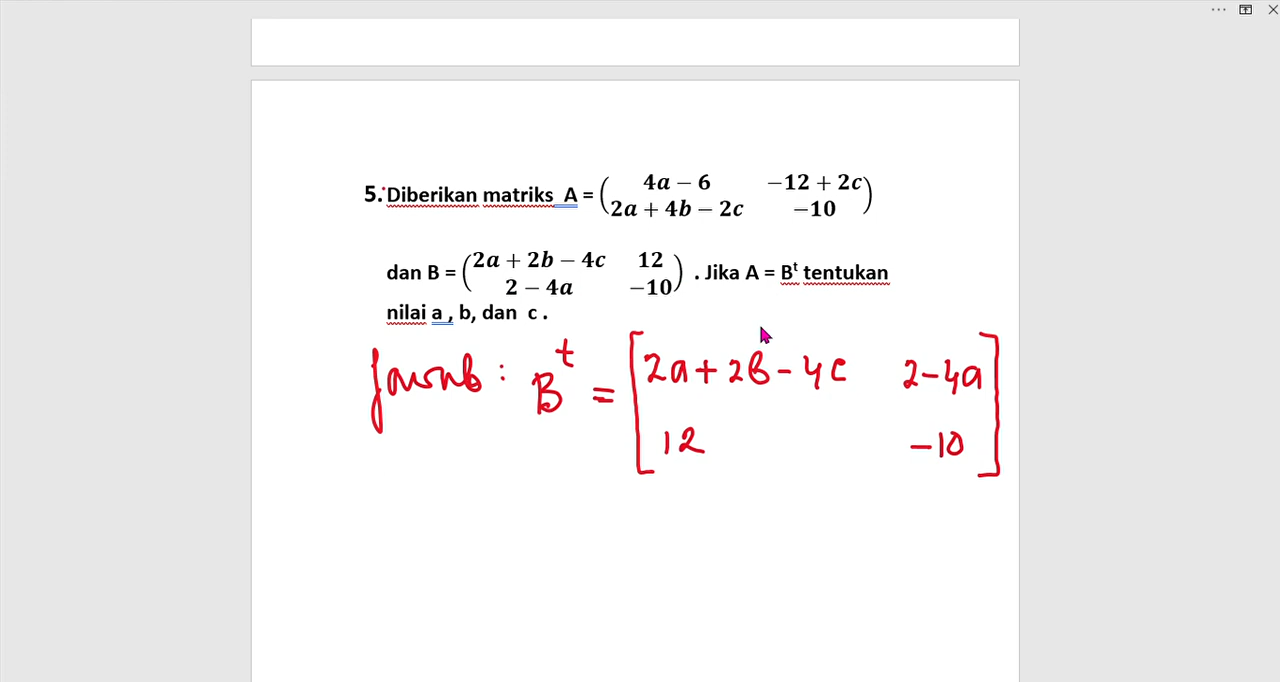 5. Diberikan matriks A = (4a − 6   −12 + 2c
2a + 4b − 2c   −10)
dan B = (2a + 2b − 4c   12
2 − 4a   −10) . Jika A = Bᵗ tentukan
nilai a , b, dan c .
Jawab : Bᵗ = [2a + 2b − 4c   2 − 4a
12   −10]